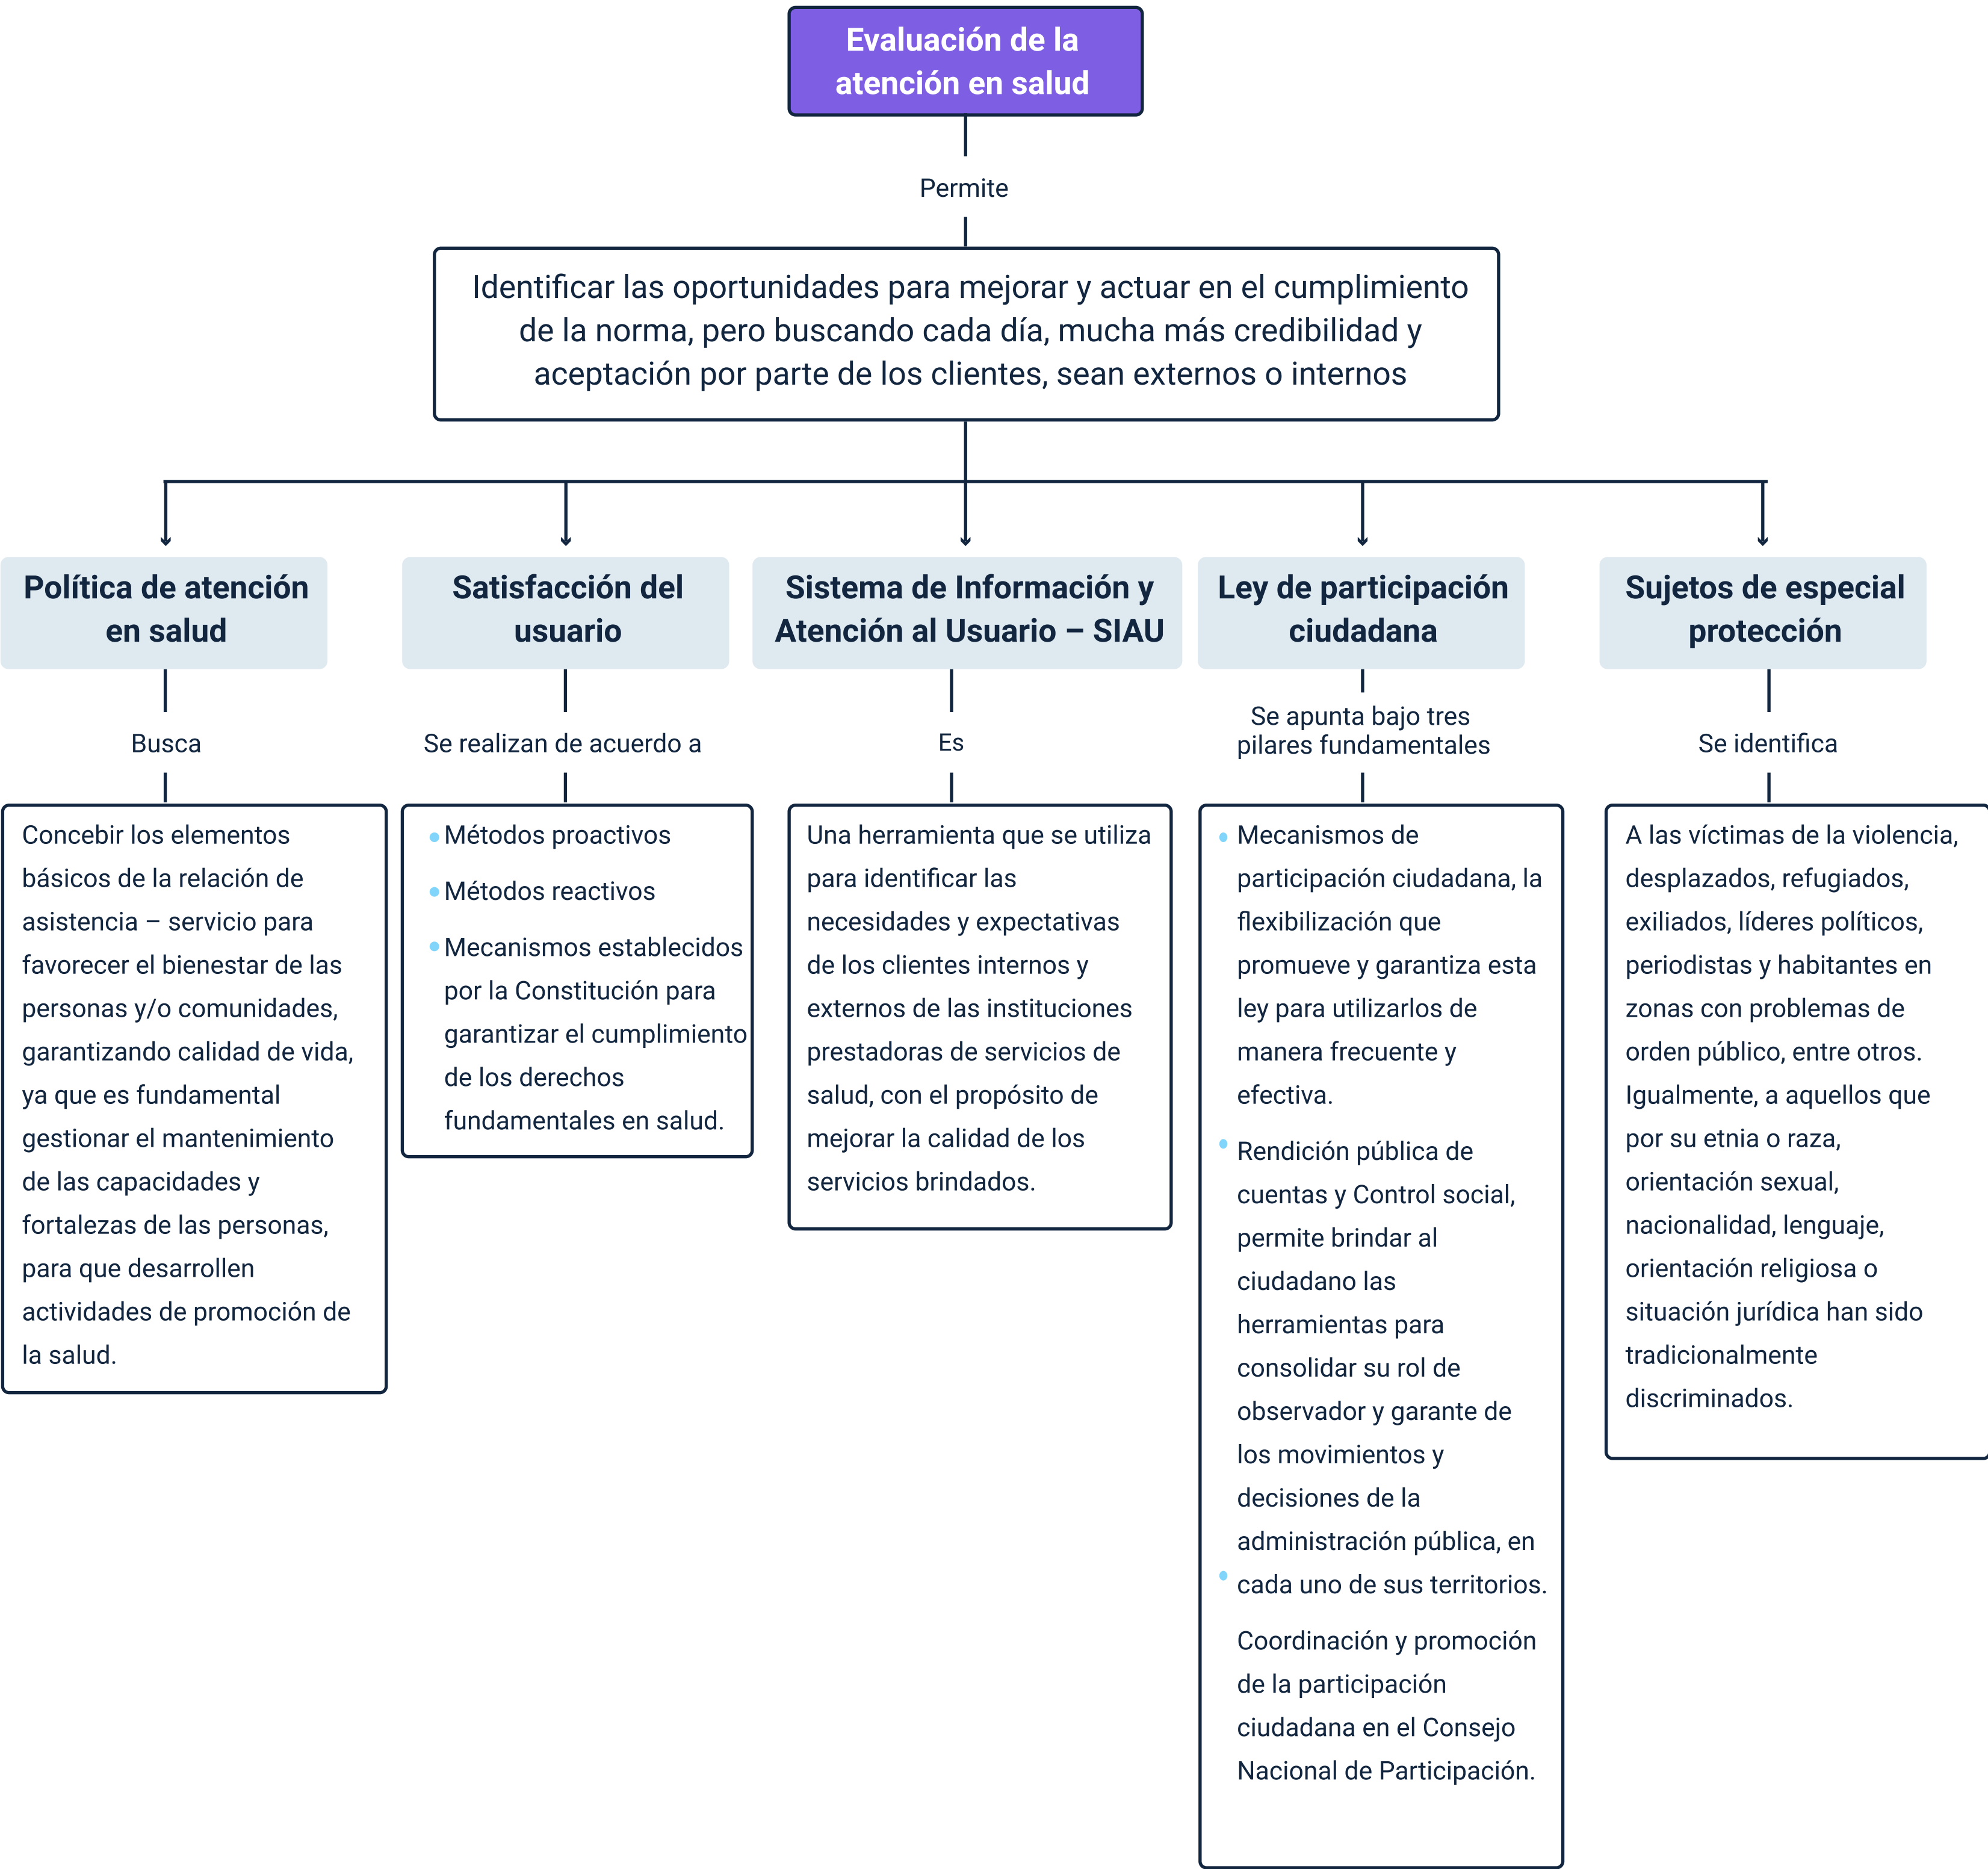 Evaluación de la
atención en salud
Permite
Identificar las oportunidades para mejorar y actuar en el cumplimiento
de la norma, pero buscando cada día, mucha más credibilidad y
aceptación por parte de los clientes, sean externos o internos
Política de atención
en salud
Busca
Concebir los elementos
básicos de la relación de
asistencia – servicio para
favorecer el bienestar de las
personas y/o comunidades,
garantizando calidad de vida,
ya que es fundamental
gestionar el mantenimiento
de las capacidades y
fortalezas de las personas,
para que desarrollen
actividades de promoción de
la salud.
Satisfacción del
usuario
Se realizan de acuerdo a
Métodos proactivos
Métodos reactivos
Mecanismos establecidos
por la Constitución para
garantizar el cumplimiento
de los derechos
fundamentales en salud.
Sistema de Información y
Atención al Usuario – SIAU
Es
Una herramienta que se utiliza
para identificar las
necesidades y expectativas
de los clientes internos y
externos de las instituciones
prestadoras de servicios de
salud, con el propósito de
mejorar la calidad de los
servicios brindados.
Ley de participación
ciudadana
Se apunta bajo tres
pilares fundamentales
Mecanismos de
participación ciudadana, la
flexibilización que
promueve y garantiza esta
ley para utilizarlos de
manera frecuente y
efectiva.
Rendición pública de
cuentas y Control social,
permite brindar al
ciudadano las
herramientas para
consolidar su rol de
observador y garante de
los movimientos y
decisiones de la
administración pública, en
cada uno de sus territorios.
Coordinación y promoción
de la participación
ciudadana en el Consejo
Nacional de Participación.
Sujetos de especial
protección
Se identifica
A las víctimas de la violencia,
desplazados, refugiados,
exiliados, líderes políticos,
periodistas y habitantes en
zonas con problemas de
orden público, entre otros.
Igualmente, a aquellos que
por su etnia o raza,
orientación sexual,
nacionalidad, lenguaje,
orientación religiosa o
situación jurídica han sido
tradicionalmente
discriminados.